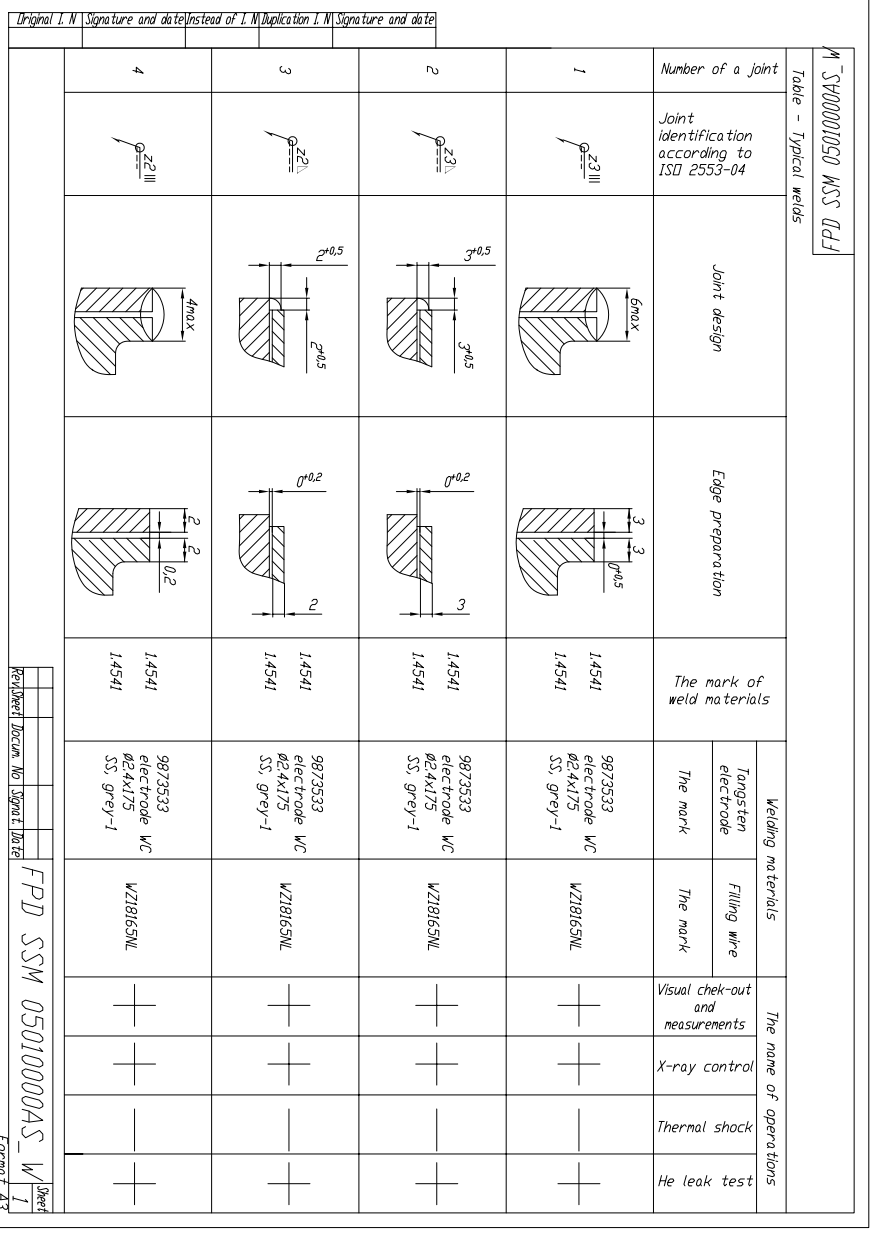 Original I. N
Signature and date
Instead of I. N
Duplication I. N
Signature and date
FPD SSM 05010000AS_W
Table - Typical welds
Number of a joint
Joint
identification
according to
ISO 2553-04
Joint design
Edge preparation
The mark of
weld materials
Welding materials
Tangsten
electrode
The mark
Filling wire
The mark
The name of operations
Visual chek-out
and
measurements
X-ray control
Thermal shock
He leak test
1
z3
6max
3
3
0+0,5
1.4541
1.4541
9873533
electrode WC
Ø2.4x175
SS, grey-1
WZ18165NL
2
z3
3+0,5
3+0,5
0+0,2
3
1.4541
1.4541
9873533
electrode WC
Ø2.4x175
SS, grey-1
WZ18165NL
3
z2
2+0,5
2+0,5
0+0,2
2
1.4541
1.4541
9873533
electrode WC
Ø2.4x175
SS, grey-1
WZ18165NL
4
z2
4max
2
2
0,2
1.4541
1.4541
9873533
electrode WC
Ø2.4x175
SS, grey-1
WZ18165NL
Rev
Sheet
Docum. No
Signat.
Date
FPD SSM 05010000AS_W
Sheet
1
Format A3